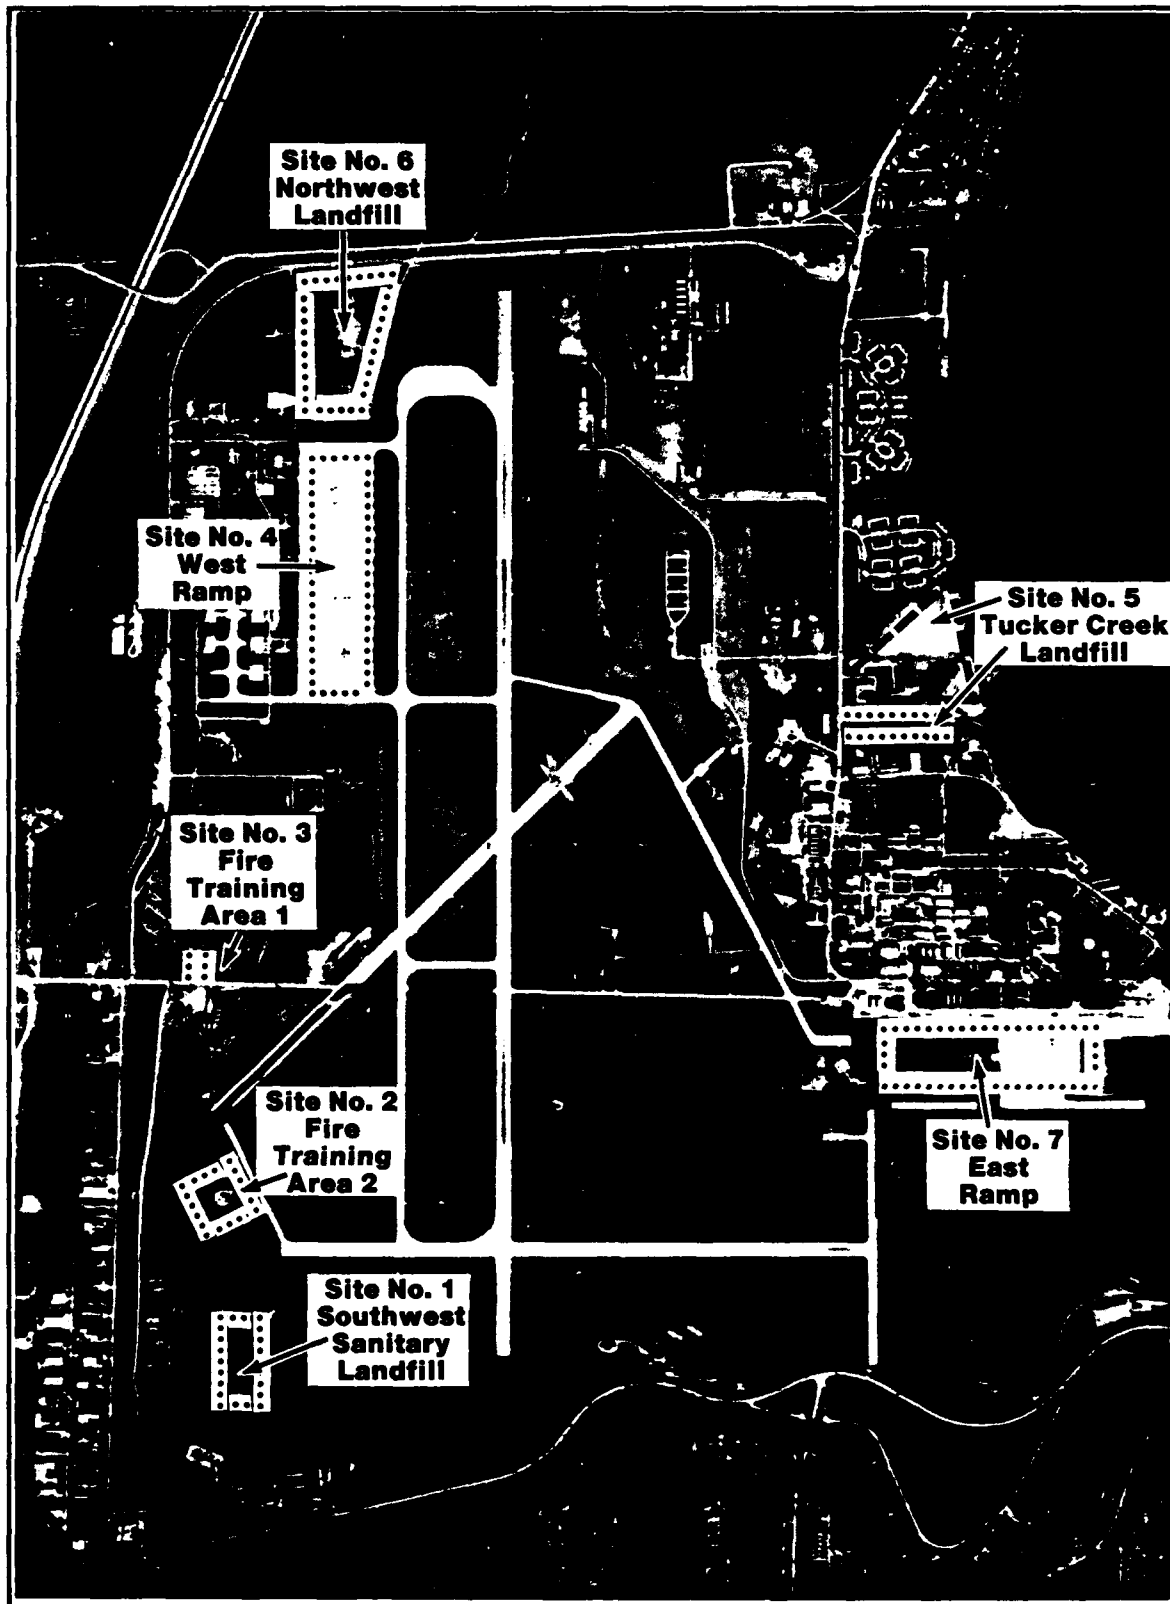 Site No. 6
Northwest
Landfill
Site No. 4
West
Ramp
Site No. 5
Tucker Creek
Landfill
Site No. 3
Fire
Training
Area 1
Site No. 2
Fire
Training
Area 2
Site No. 7
East
Ramp
Site No. 1
Southwest
Sanitary
Landfill